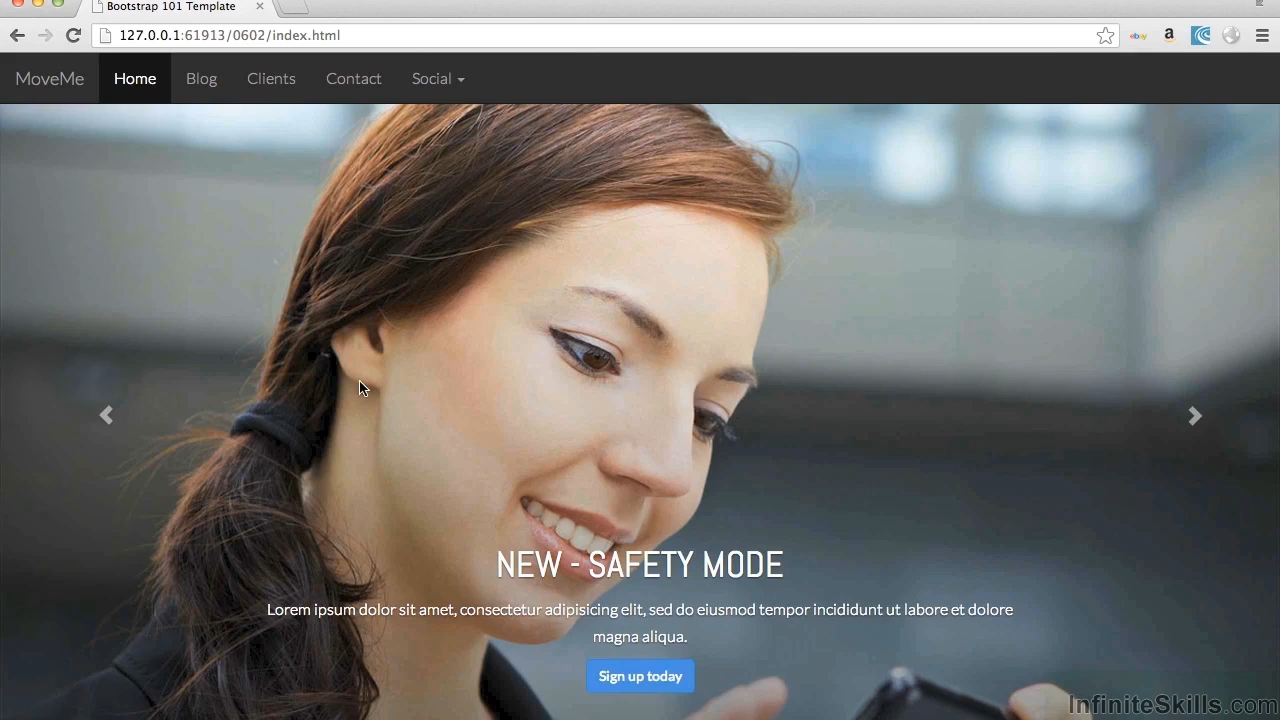 Bootstrap 101 Template
127.0.0.1:61913/0602/index.html
ebay
a
MoveMe
Home
Blog
Clients
Contact
Social
NEW - SAFETY MODE
Lorem ipsum dolor sit amet, consectetur adipisicing elit, sed do eiusmod tempor incididunt ut labore et dolore
magna aliqua.
Sign up today
InfiniteSkills.com